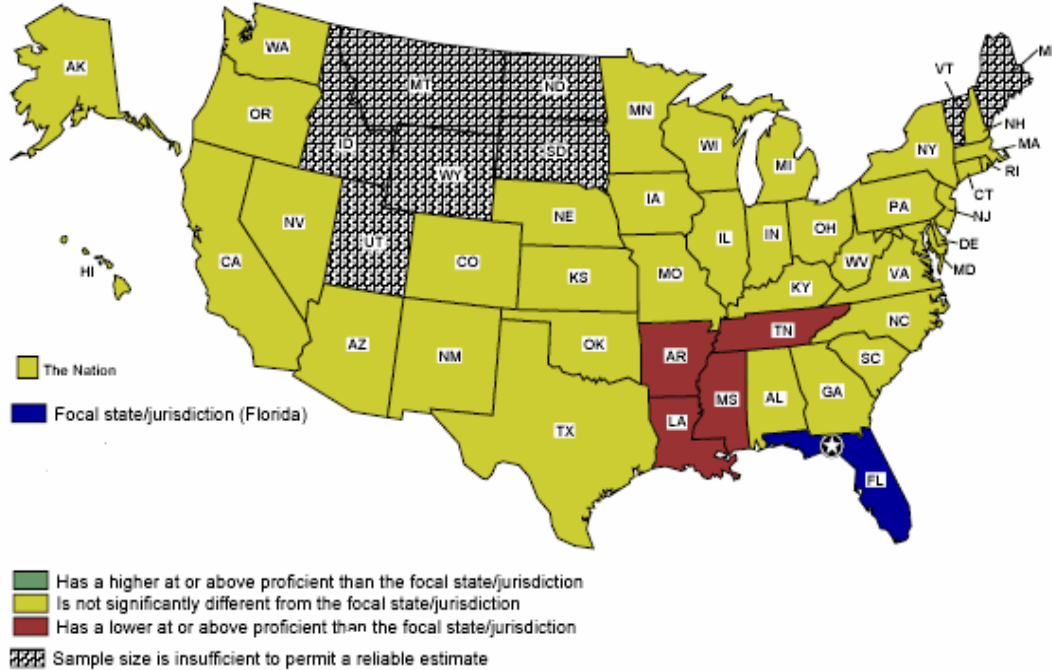 AK
WA
MT
ND
MN
VT
OR
ID
SD
WI
MI
NY
NH
MA
WY
RI
CT
NV
NE
IA
PA
NJ
UT
CO
IL
IN
OH
DE
CA
KS
MO
WV
VA
MD
HI
KY
AZ
NM
OK
AR
TN
NC
SC
TX
LA
MS
AL
GA
FL
The Nation
Focal state/jurisdiction (Florida)
Has a higher at or above proficient than the focal state/jurisdiction
Is not significantly different from the focal state/jurisdiction
Has a lower at or above proficient than the focal state/jurisdiction
Sample size is insufficient to permit a reliable estimate